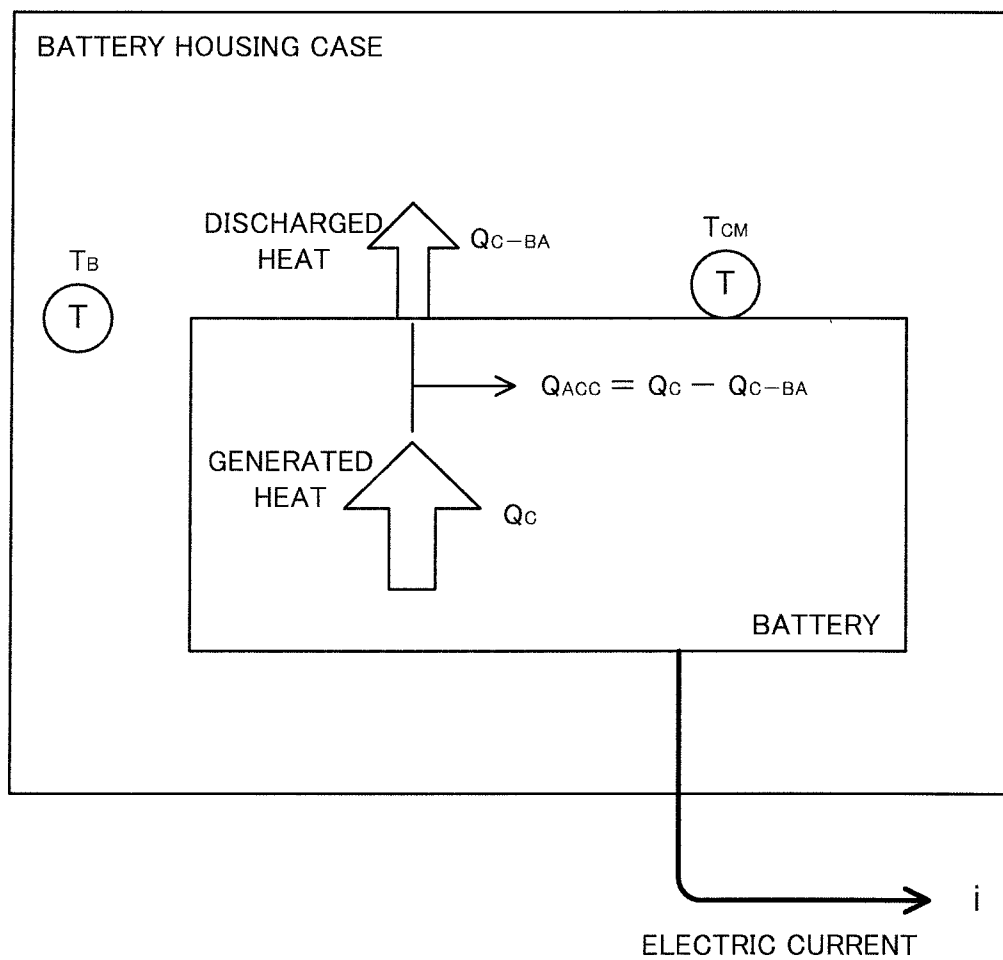 BATTERY HOUSING CASE
DISCHARGED
HEAT
QC-BA
TCM
T
TB
T
QACC = QC - QC-BA
GENERATED
HEAT
QC
BATTERY
i
ELECTRIC CURRENT